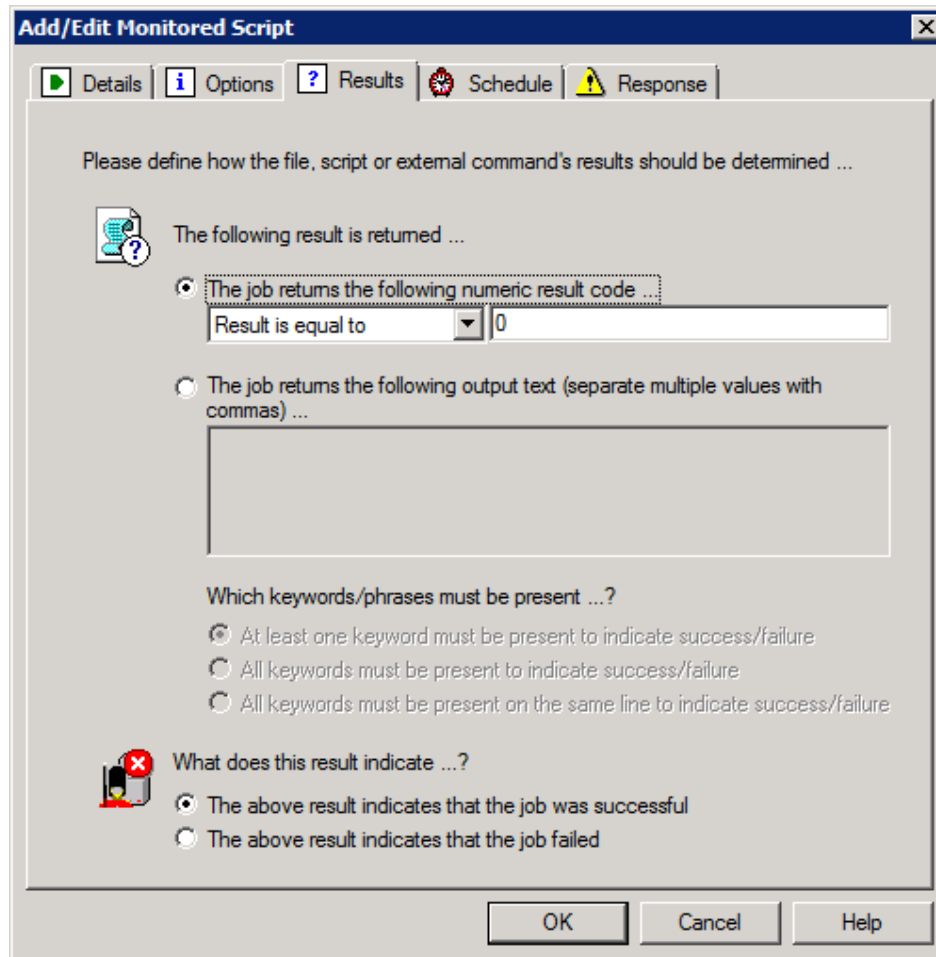 Add/Edit Monitored Script
Details Options Results Schedule Response
Please define how the file, script or external command's results should be determined ...
The following result is returned ...
The job returns the following numeric result code ...
Result is equal to 0
The job returns the following output text (separate multiple values with
commas) ...
Which keywords/phrases must be present ...?
At least one keyword must be present to indicate success/failure
All keywords must be present to indicate success/failure
All keywords must be present on the same line to indicate success/failure
What does this result indicate ...?
The above result indicates that the job was successful
The above result indicates that the job failed
OK Cancel Help